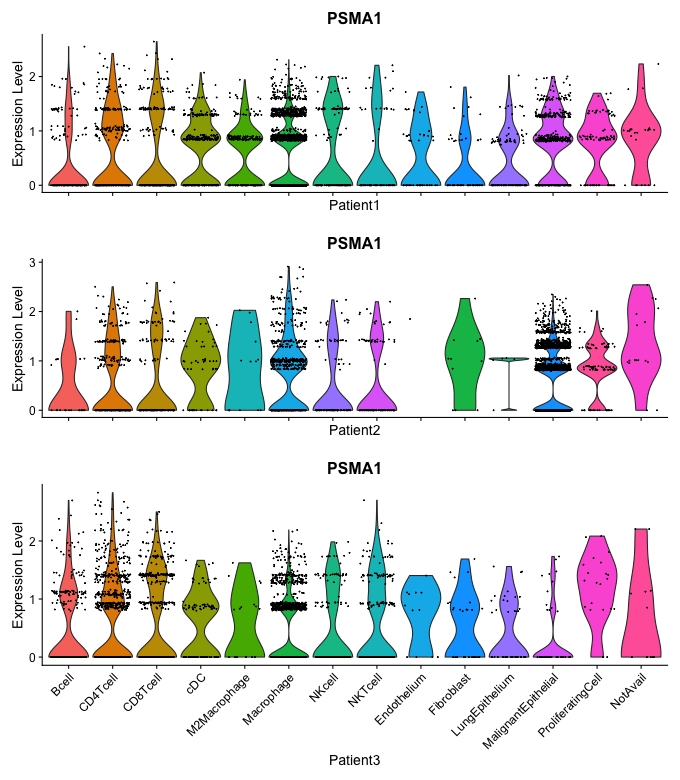 PSMA1
Expression Level
2
1
0
Patient1
PSMA1
Expression Level
3
2
1
0
Patient2
PSMA1
Expression Level
2
1
0
Bcell
CD4Tcell
CD8Tcell
cDC
M2Macrophage
Macrophage
NKcell
NKTcell
Endothelium
Fibroblast
LungEpithelium
MalignantEpithelial
ProliferatingCell
NotAvail
Patient3